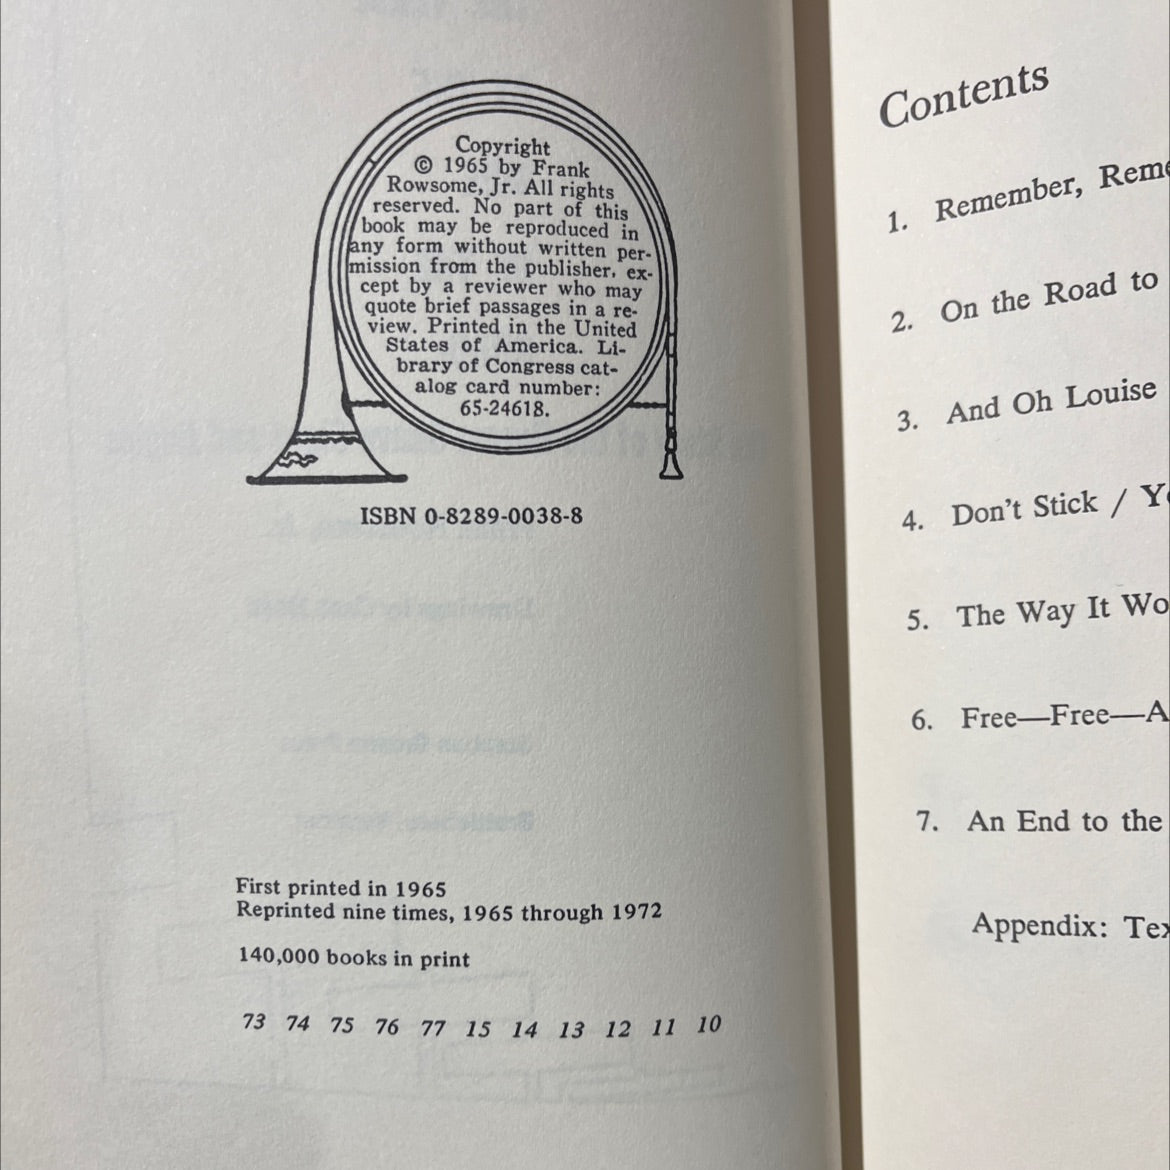 Copyright
© 1965 by Frank
Rowsome, Jr. All rights
reserved. No part of this
book may be reproduced in
any form without written per-
mission from the publisher, ex-
cept by a reviewer who may
quote brief passages in a re-
view. Printed in the United
States of America. Li-
brary of Congress cat-
alog card number:
65-24618.
ISBN 0-8289-0038-8
First printed in 1965
Reprinted nine times, 1965 through 1972
140,000 books in print
73 74 75 76 77 15 14 13 12 11 10
Contents
1. Remember,
2. On the Road to
3. And Oh Louise
4. Don't Stick /
5. The Way It
6. Free—Free—
7. An End to the
Appendix: